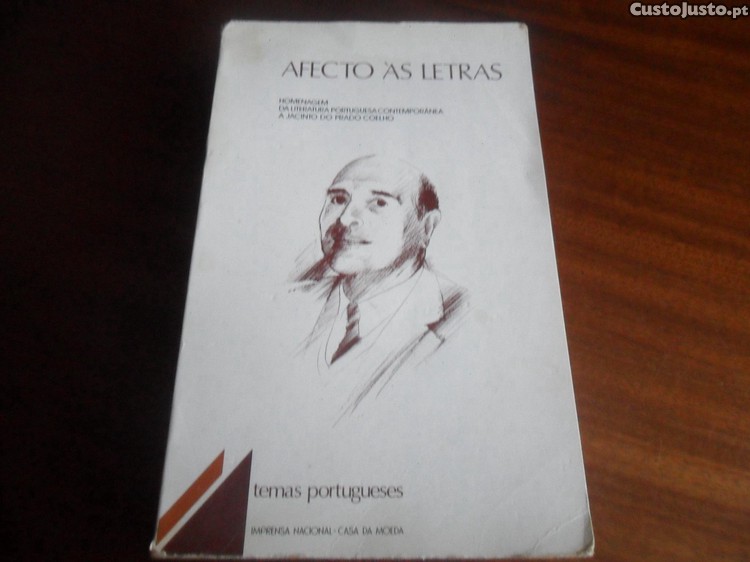 CustoJusto.pt
AFECTO ÀS LETRAS
HOMENAGEM
DA LITERATURA PORTUGUESA CONTEMPORÂNEA
A JACINTO DO PRADO COELHO
temas portugueses
IMPRENSA NACIONAL - CASA DA MOEDA